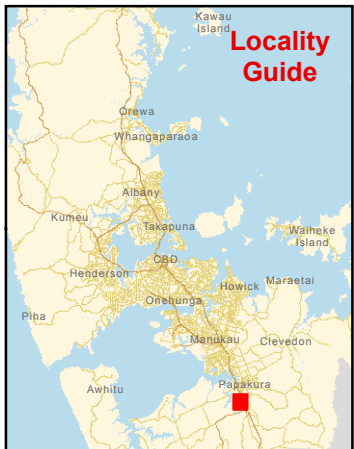 Kawau
Island
Locality
Guide
Orewa
Whangaparaoa
Albany
Kumeu
Takapuna
Waiheke
Island
CBD
Henderson
Howick
Maraetai
Onehunga
Piha
Manukau
Clevedon
Awhitu
Papakura